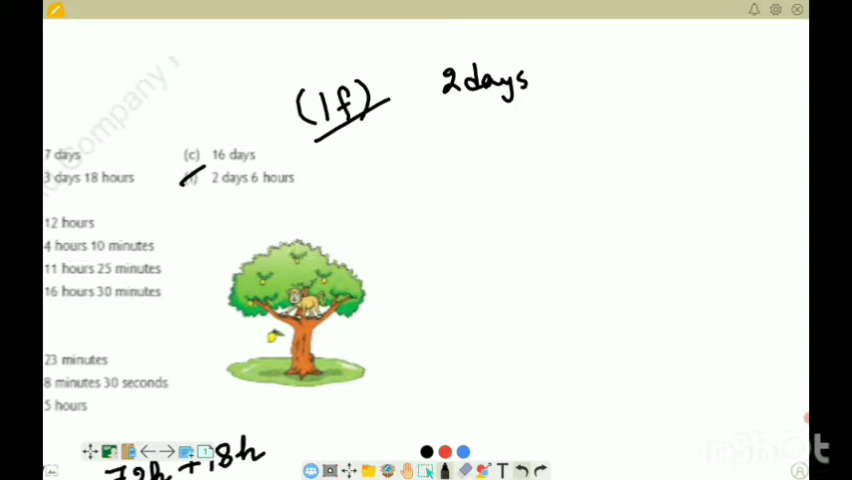 (1f) 2days
7 days (c) 16 days
3 days 18 hours 2 days 6 hours
12 hours
4 hours 10 minutes
11 hours 25 minutes
16 hours 30 minutes
23 minutes
8 minutes 30 seconds
5 hours
72h + 18h